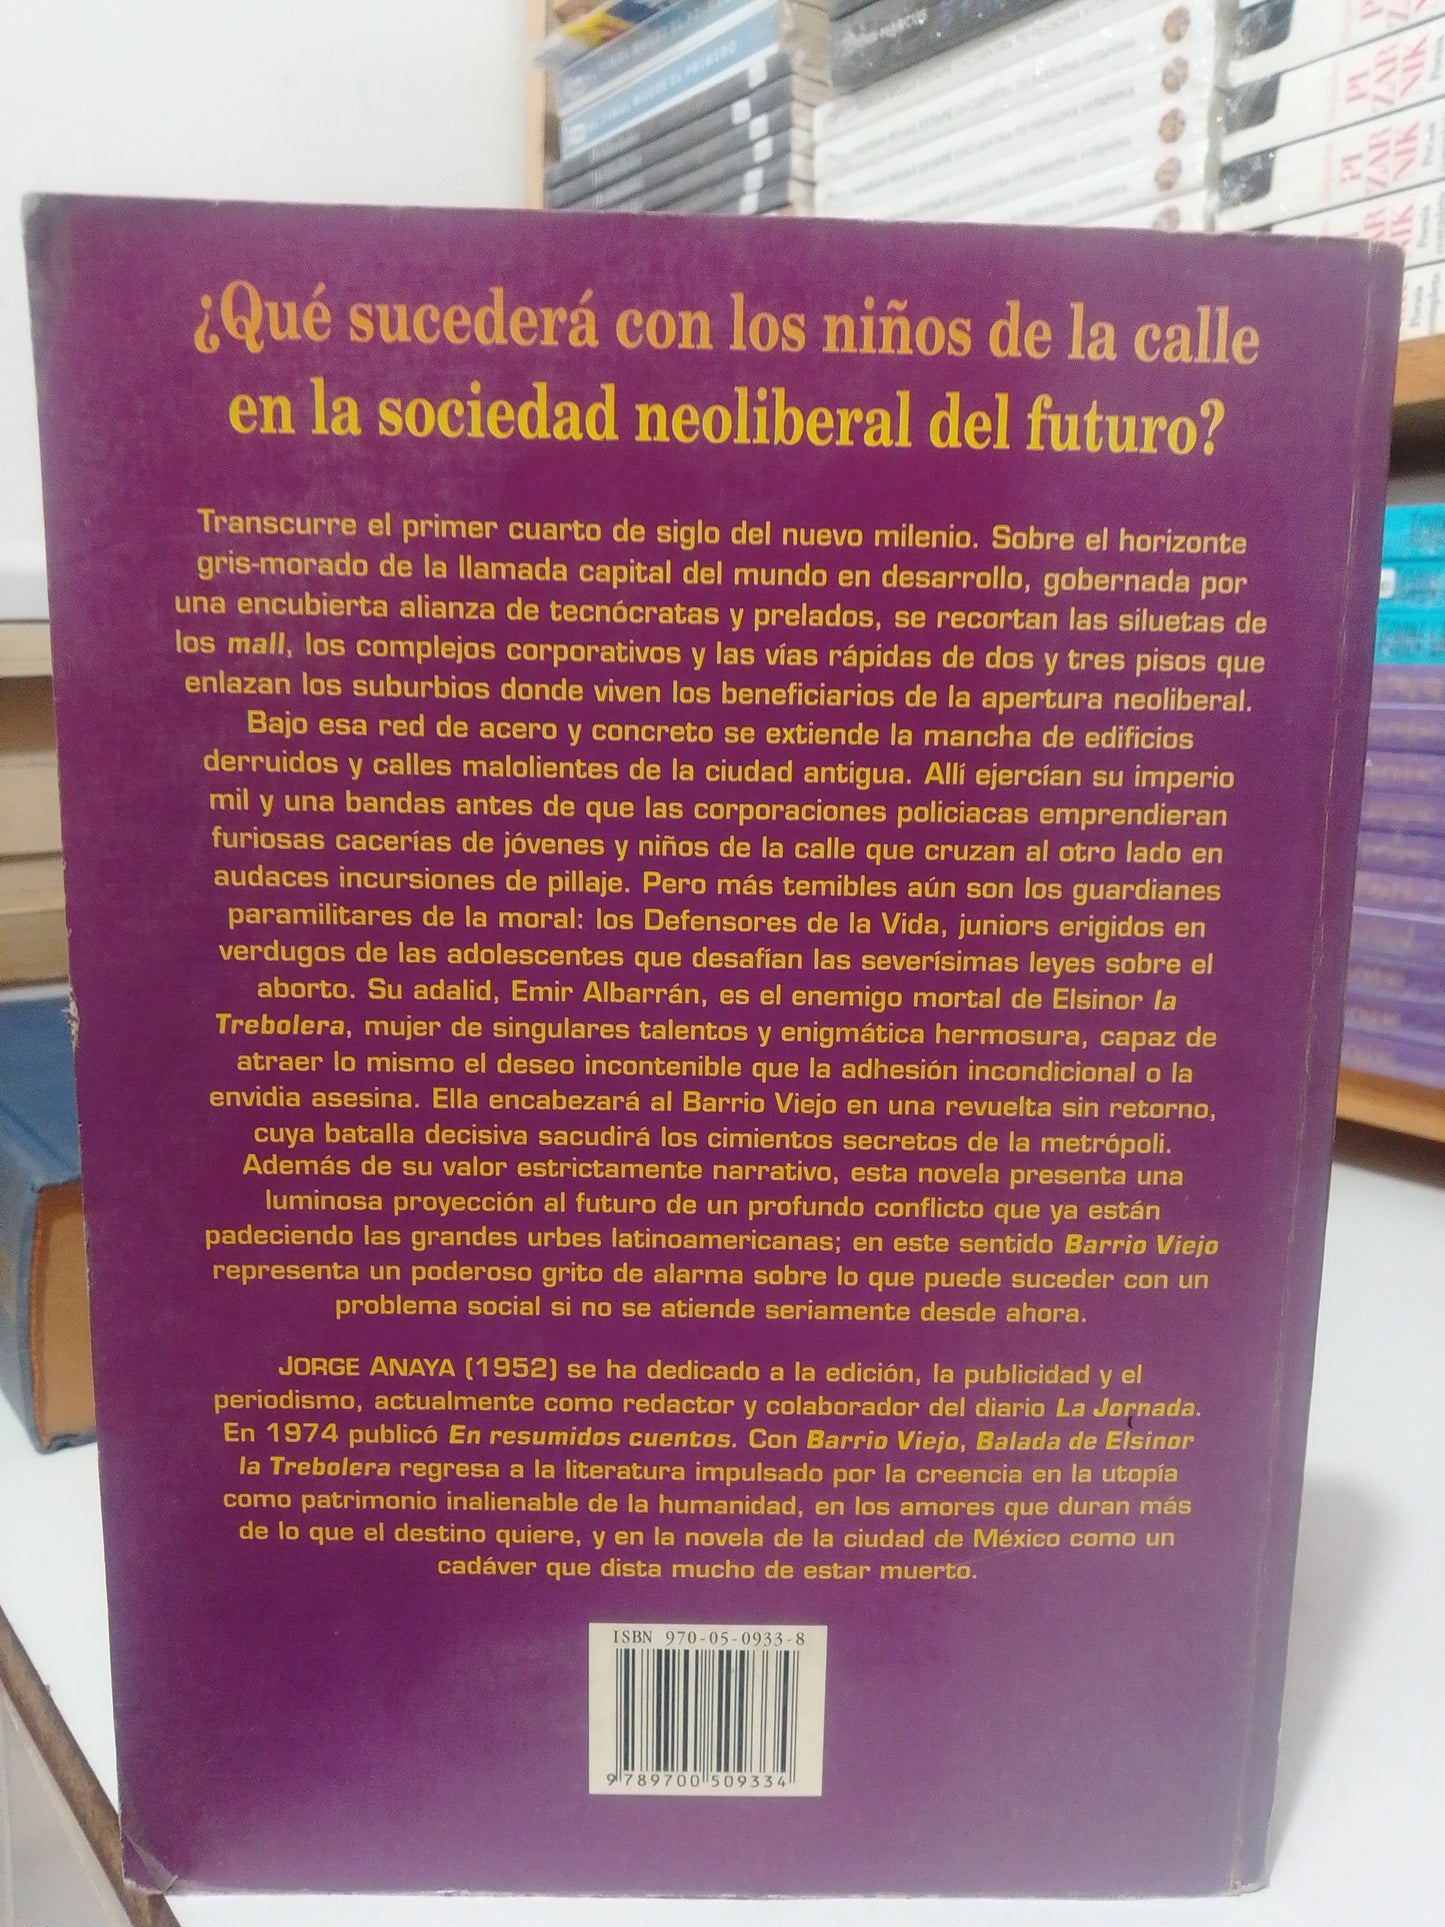 ¿Qué sucederá con los niños de la calle
en la sociedad neoliberal del futuro?
Transcurre el primer cuarto de siglo del nuevo milenio. Sobre el horizonte
gris-morado de la llamada capital del mundo en desarrollo, gobernada por
una encubierta alianza de tecnócratas y prelados, se recortan las siluetas de
los mall, los complejos corporativos y las vías rápidas de dos y tres pisos que
enlazan los suburbios donde viven los beneficiarios de la apertura neoliberal.
Bajo esa red de acero y concreto se extiende la mancha de edificios
derruidos y calles malolientes de la ciudad antigua. Allí ejercían su imperio
mil y una bandas antes de que las corporaciones policiacas emprendieran
furiosas cacerías de jóvenes y niños de la calle que cruzan al otro lado en
audaces incursiones de pillaje. Pero más temibles aún son los guardianes
paramilitares de la moral: los Defensores de la Vida, juniors erigidos en
verdugos de las adolescentes que desafían las severísimas leyes sobre el
aborto. Su adalid, Emir Albarrán, es el enemigo mortal de Elsinor la
Trebolera, mujer de singulares talentos y enigmática hermosura, capaz de
atraer lo mismo el deseo incontenible que la adhesión incondicional o la
envidia asesina. Ella encabezará al Barrio Viejo en una revuelta sin retorno,
cuya batalla decisiva sacudirá los cimientos secretos de la metrópoli.
Además de su valor estrictamente narrativo, esta novela presenta una
luminosa proyección al futuro de un profundo conflicto que ya están
padeciendo las grandes urbes latinoamericanas; en este sentido Barrio Viejo
representa un poderoso grito de alarma sobre lo que puede suceder con un
problema social si no se atiende seriamente desde ahora.
JORGE ANAYA (1952) se ha dedicado a la edición, la publicidad y el
periodismo, actualmente como redactor y colaborador del diario La Jornada.
En 1974 publicó En resumidos cuentos. Con Barrio Viejo, Balada de Elsinor
la Trebolera regresa a la literatura impulsado por la creencia en la utopía
como patrimonio inalienable de la humanidad, en los amores que duran más
de lo que el destino quiere, y en la novela de la ciudad de México como un
cadáver que dista mucho de estar muerto.
ISBN 970-05-0933-8
9 789700 509334
PI
ZAR
NIK
PI
ZAR
NIK